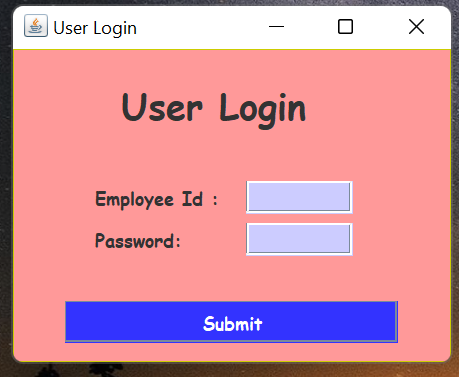 User Login
User Login
Employee Id :
Password:
Submit